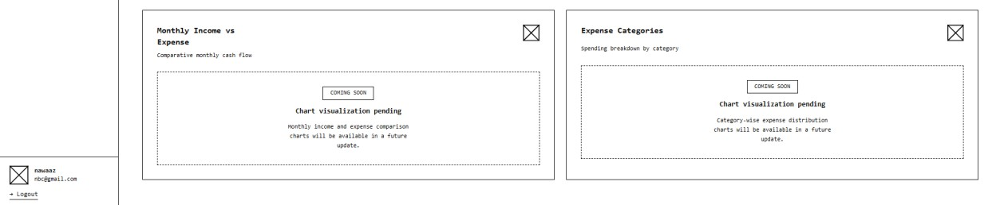 Monthly Income vs
Expense
Comparative monthly cash flow
COMING SOON
Chart visualization pending
Monthly income and expense comparison
charts will be available in a future
update.
Expense Categories
Spending breakdown by category
COMING SOON
Chart visualization pending
Category-wise expense distribution
charts will be available in a future
update.
nawaaz
nbc@gmail.com
→ Logout